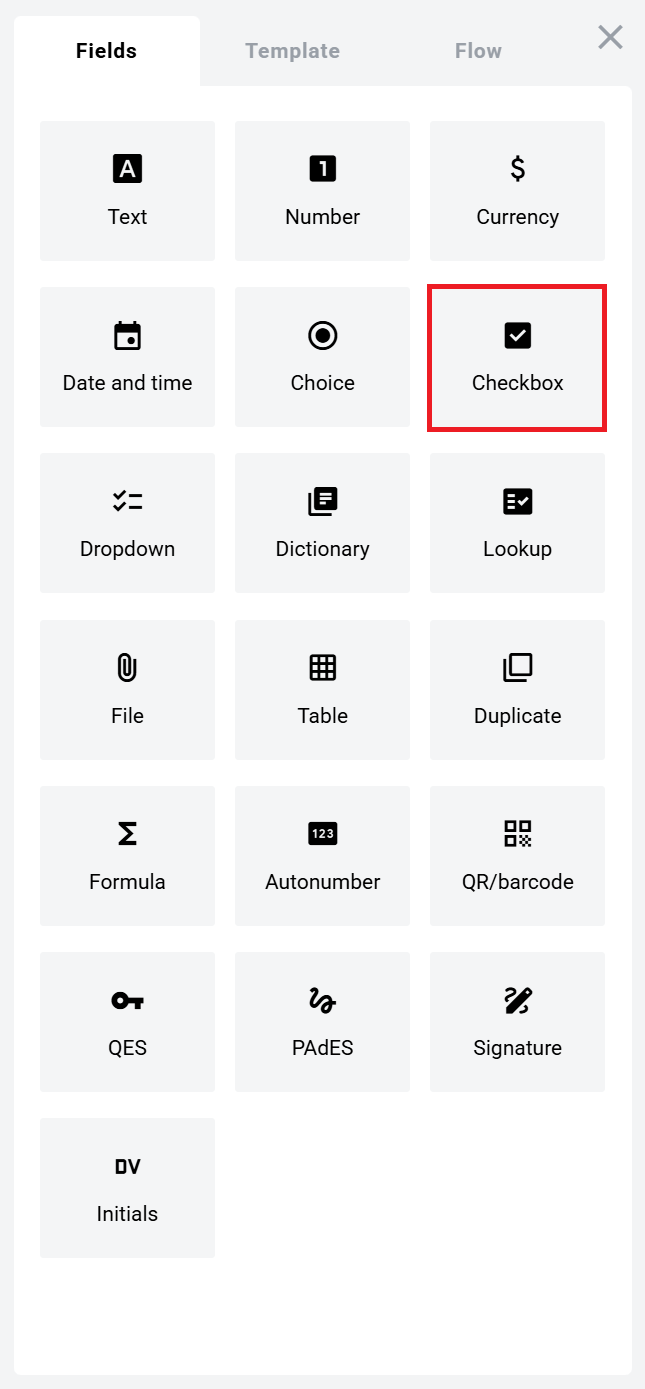 Fields Template Flow
A 1 $
Text Number Currency
Date and time Choice Checkbox
Dropdown Dictionary Lookup
File Table Duplicate
Σ 123
Formula Autonumber QR/barcode
QES PAdES Signature
DV
Initials